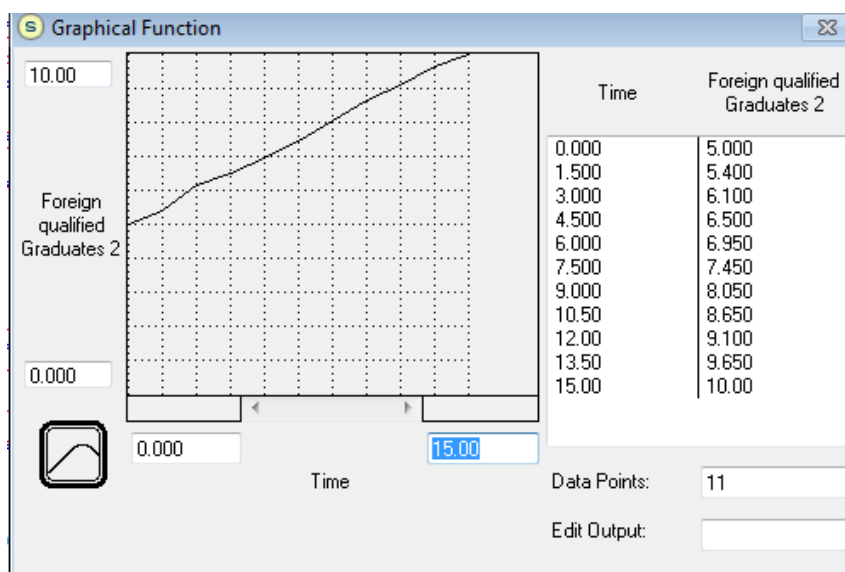 S Graphical Function
10.00
Foreign
qualified
Graduates 2
0.000
0.000
15.00
Time
Time
Foreign qualified
Graduates 2
0.000 5.000
1.500 5.400
3.000 6.100
4.500 6.500
6.000 6.950
7.500 7.450
9.000 8.050
10.50 8.650
12.00 9.100
13.50 9.650
15.00 10.00
Data Points: 11
Edit Output: